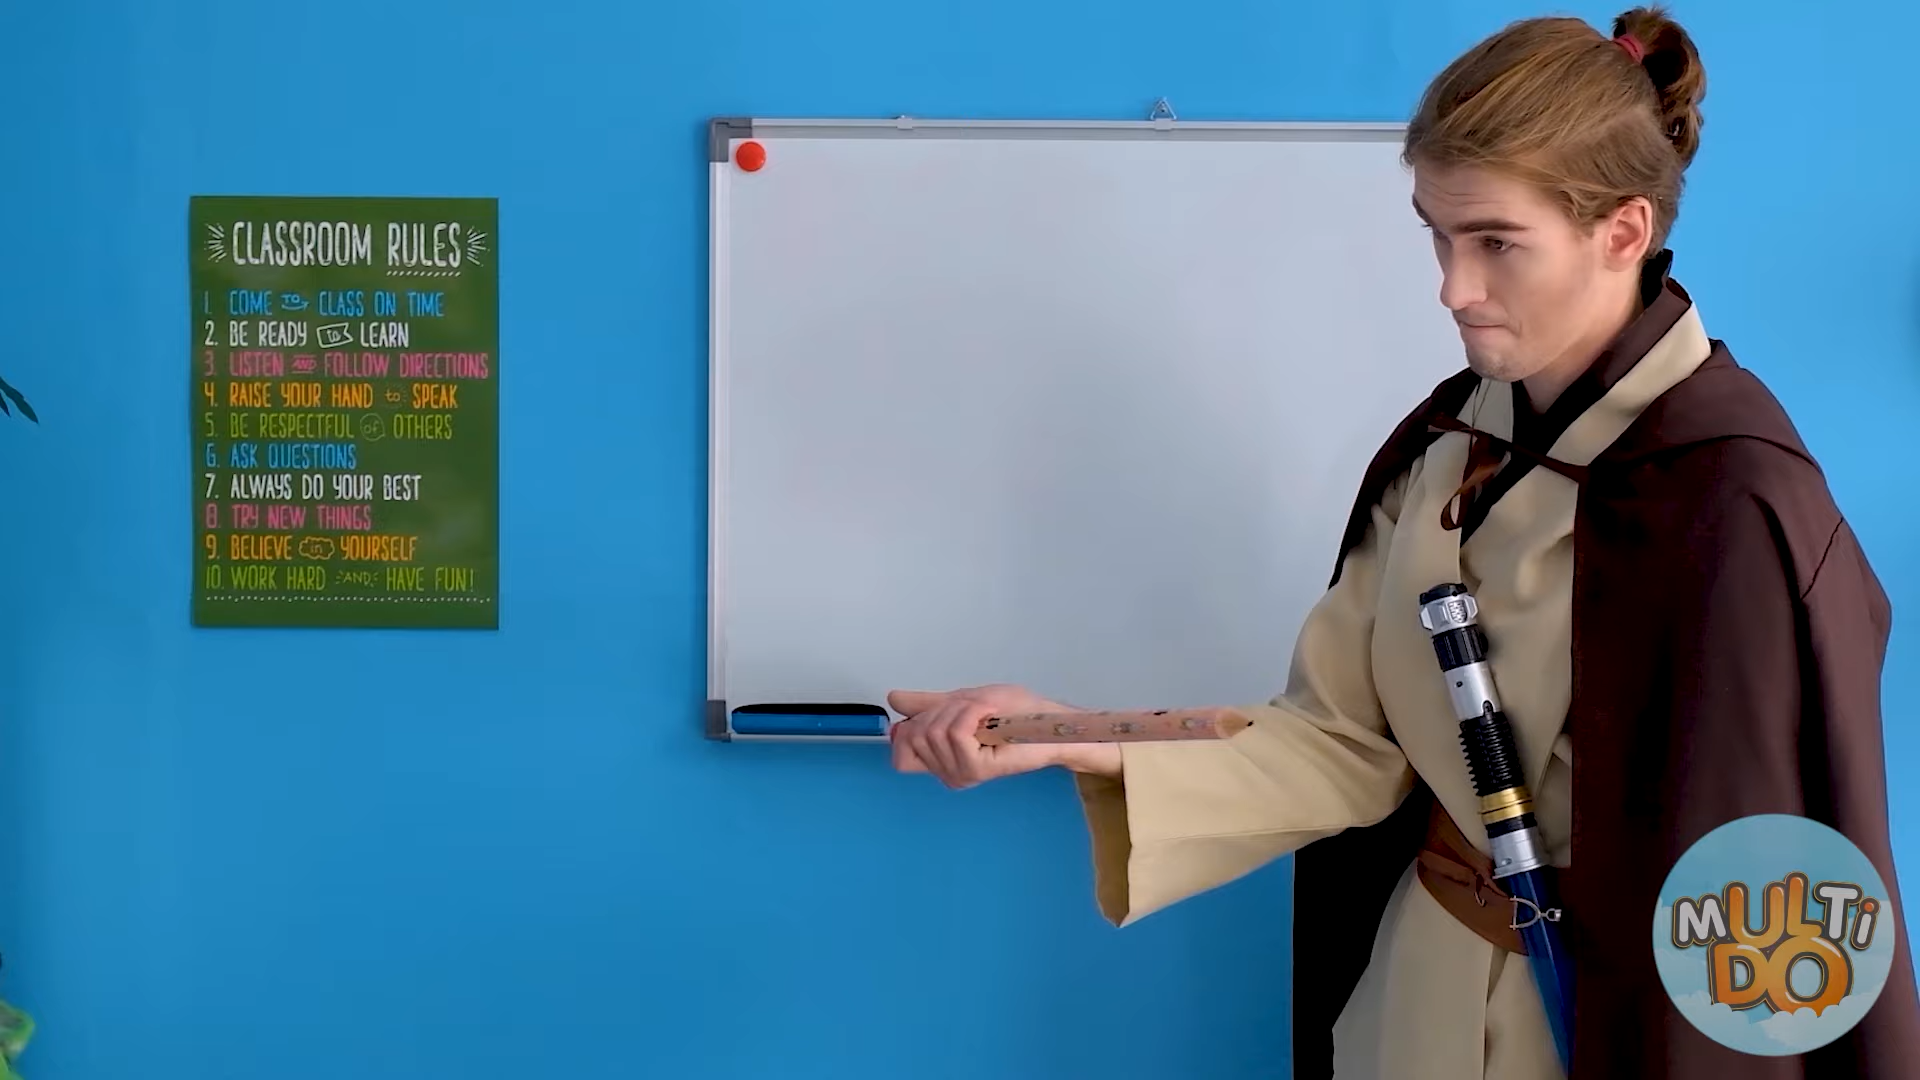 CLASSROOM RULES
1. COME TO CLASS ON TIME
2. BE READY to LEARN
3. LISTEN AND FOLLOW DIRECTIONS
4. RAISE YOUR HAND to SPEAK
5. BE RESPECTFUL of OTHERS
6. ASK QUESTIONS
7. ALWAYS DO YOUR BEST
8. TRY NEW THINGS
9. BELIEVE in YOURSELF
10. WORK HARD AND HAVE FUN!
MULTi
DO